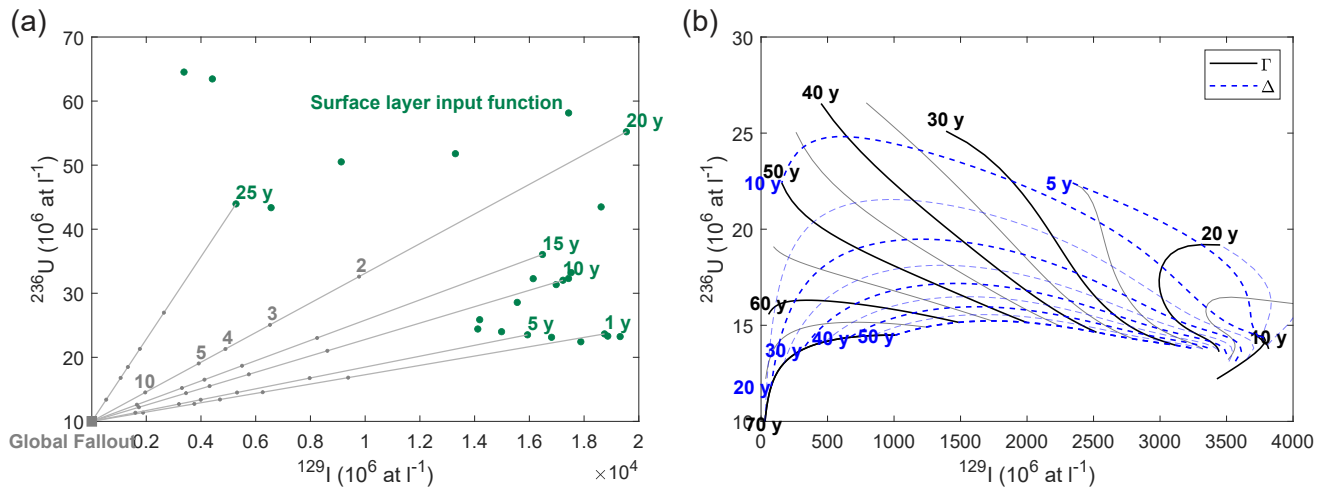 (a)
70
60
50
40
30
20
10
²³⁶U (10⁶ at l⁻¹)
Surface layer input function
20 y
25 y
15 y
10 y
5 y
1 y
2
3
4
5
10
Global Fallout
0.2
0.4
0.6
0.8
1
1.2
1.4
1.6
1.8
2
¹²⁹I (10⁶ at l⁻¹)
×10⁴
(b)
30
25
20
15
10
²³⁶U (10⁶ at l⁻¹)
Γ
Δ
40 y
30 y
50 y
10 y
5 y
20 y
60 y
10 y
30 y
40 y
50 y
20 y
70 y
0
500
1000
1500
2000
2500
3000
3500
4000
¹²⁹I (10⁶ at l⁻¹)